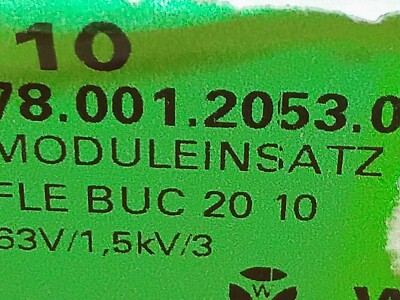 10
78.001.2053.0
MODULEINSATZ
FLE BUC 20 10
63V/1,5kV/3
W